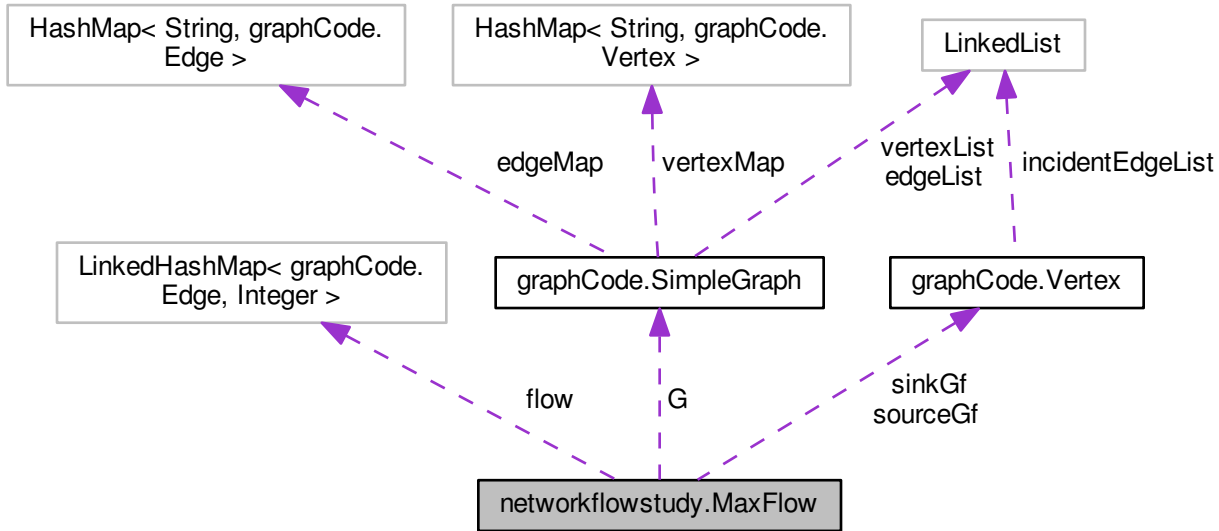 HashMap< String, graphCode.
Edge >
HashMap< String, graphCode.
Vertex >
LinkedList
edgeMap
vertexMap
vertexList
edgeList
incidentEdgeList
LinkedHashMap< graphCode.
Edge, Integer >
graphCode.SimpleGraph
graphCode.Vertex
flow
G
sinkGf
sourceGf
networkflowstudy.MaxFlow